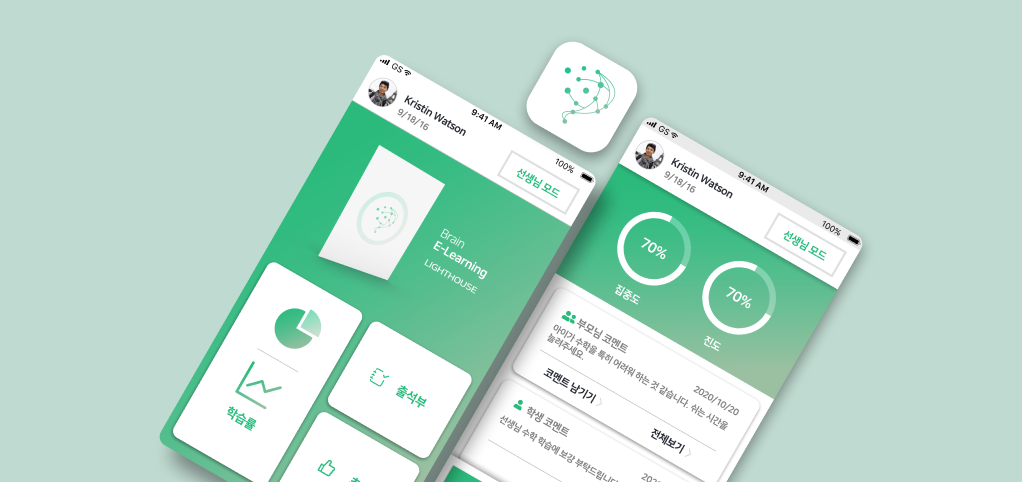 GS
9:41 AM
100%
Kristin Watson
9/18/16
선생님 모드
Brain
E-Learning
LIGHTHOUSE
학습률
출석부
GS
9:41 AM
100%
Kristin Watson
9/18/16
선생님 모드
70%
집중도
70%
진도
부모님 코멘트
2020/10/20
아이가 수학을 특히 어려워 하는 것 같습니다. 쉬는 시간을
늘려주세요.
코멘트 남기기
전체보기
학생 코멘트
선생님 수학 학습에 보강 부탁드립니다